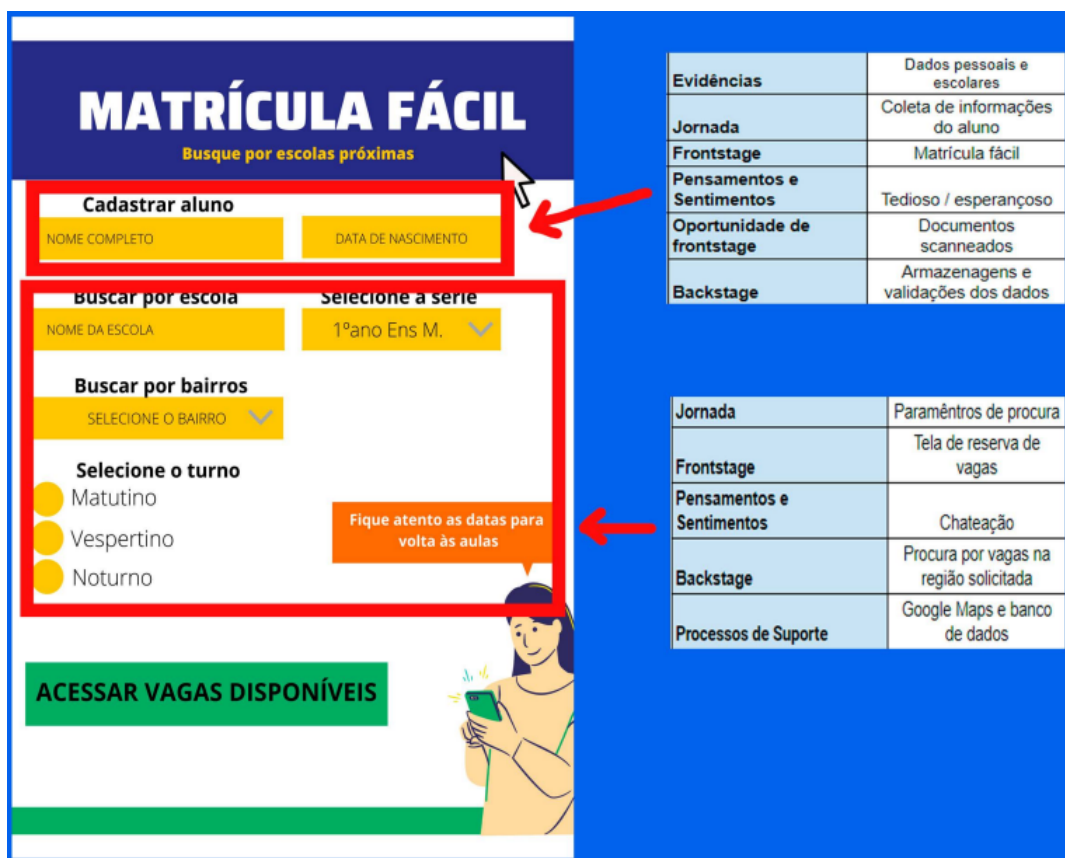 MATRÍCULA FÁCIL
Busque por escolas próximas
Cadastrar aluno
NOME COMPLETO
DATA DE NASCIMENTO
Buscar por escola
Selecione a série
NOME DA ESCOLA
1ºano Ens M.
Buscar por bairros
SELECIONE O BAIRRO
Selecione o turno
Matutino
Vespertino
Noturno
Fique atento as datas para
volta às aulas
ACESSAR VAGAS DISPONÍVEIS
Evidências
Dados pessoais e
escolares
Jornada
Coleta de informações
do aluno
Frontstage
Matrícula fácil
Pensamentos e
Sentimentos
Tedioso / esperançoso
Oportunidade de
frontstage
Documentos
scanneados
Backstage
Armazenagens e
validações dos dados
Jornada
Paramêntros de procura
Frontstage
Tela de reserva de
vagas
Pensamentos e
Sentimentos
Chateação
Backstage
Procura por vagas na
região solicitada
Processos de Suporte
Google Maps e banco
de dados